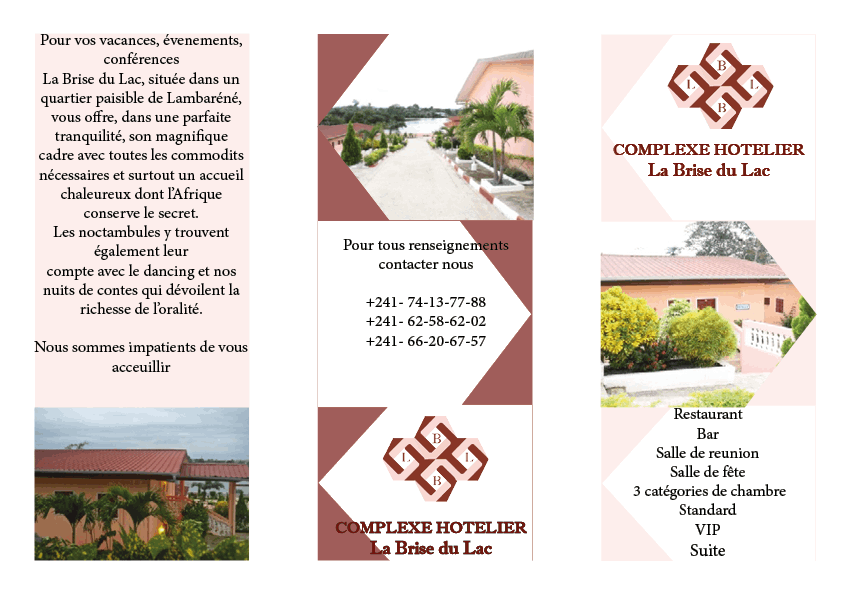 Pour vos vacances, évenements,
conférences
La Brise du Lac, située dans un
quartier paisible de Lambaréné,
vous offre, dans une parfaite
tranquilité, son magnifique
cadre avec toutes les commodits
nécessaires et surtout un accueil
chaleureux dont l'Afrique
conserve le secret.
Les noctambules y trouvent
également leur
compte avec le dancing et nos
nuits de contes qui dévoilent la
richesse de l'oralité.
Nous sommes impatients de vous
acceuillir
Pour tous renseignements
contacter nous
+241- 74-13-77-88
+241- 62-58-62-02
+241- 66-20-67-57
B
L L
B
COMPLEXE HOTELIER
La Brise du Lac
B
L L
B
COMPLEXE HOTELIER
La Brise du Lac
Restaurant
Bar
Salle de reunion
Salle de fête
3 catégories de chambre
Standard
VIP
Suite